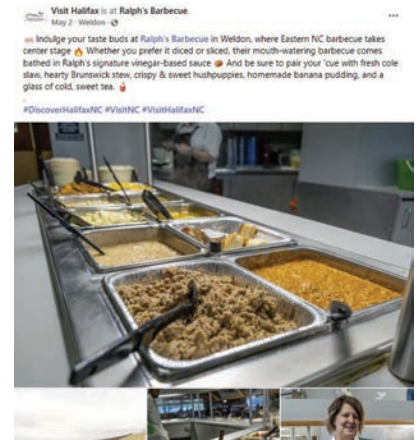 Visit Halifax is at Ralph's Barbecue.
May 2 · Weldon ·
Indulge your taste buds at Ralph's Barbecue in Weldon, where Eastern NC barbecue takes
center stage 🔥 Whether you prefer it diced or sliced, their mouth-watering barbecue comes
bathed in Ralph's signature vinegar-based sauce 🍖 And be sure to pair your 'cue with fresh cole
slaw, hearty Brunswick stew, crispy & sweet hushpuppies, homemade banana pudding, and a
glass of cold, sweet tea. 🥤
.
#DiscoverHalifaxNC #VisitNC #VisitHalifaxNC